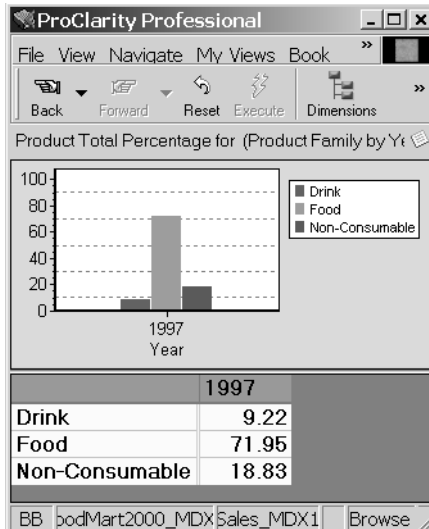 ProClarity Professional
File View Navigate My Views Book »
Back Forward Reset Execute Dimensions »
Product Total Percentage for (Product Family by Ye
100
80
60
40
20
0
Drink
Food
Non-Consumable
1997
Year
1997
Drink 9.22
Food 71.95
Non-Consumable 18.83
BB oodMart2000_MDX Sales_MDX1 Browse